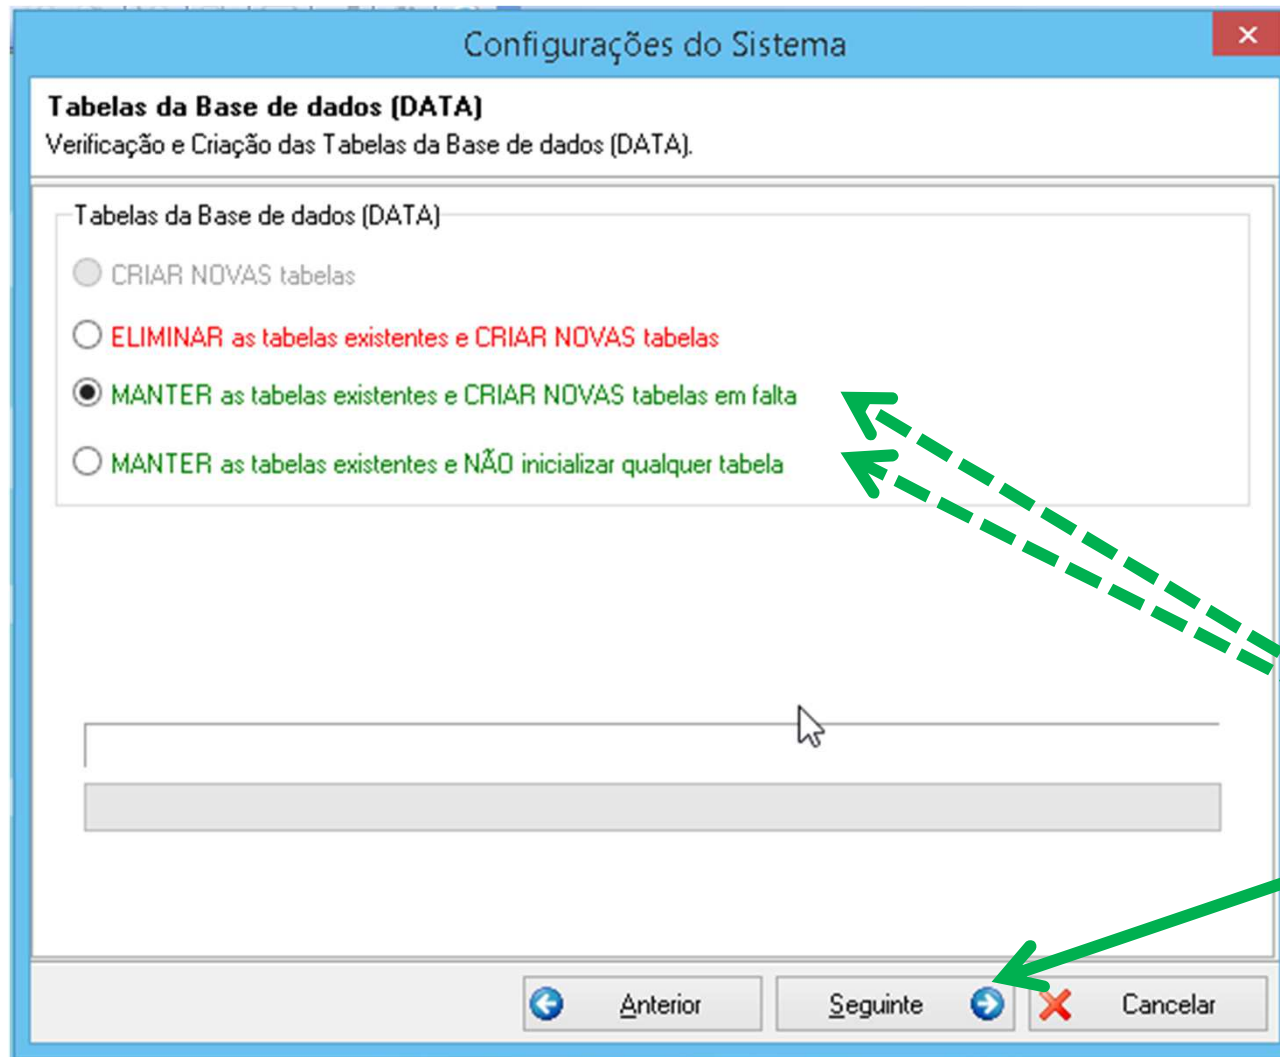 Configurações do Sistema
Tabelas da Base de dados (DATA)
Verificação e Criação das Tabelas da Base de dados (DATA).
Tabelas da Base de dados (DATA)
CRIAR NOVAS tabelas
ELIMINAR as tabelas existentes e CRIAR NOVAS tabelas
MANTER as tabelas existentes e CRIAR NOVAS tabelas em falta
MANTER as tabelas existentes e NÃO inicializar qualquer tabela
Anterior
Seguinte
Cancelar